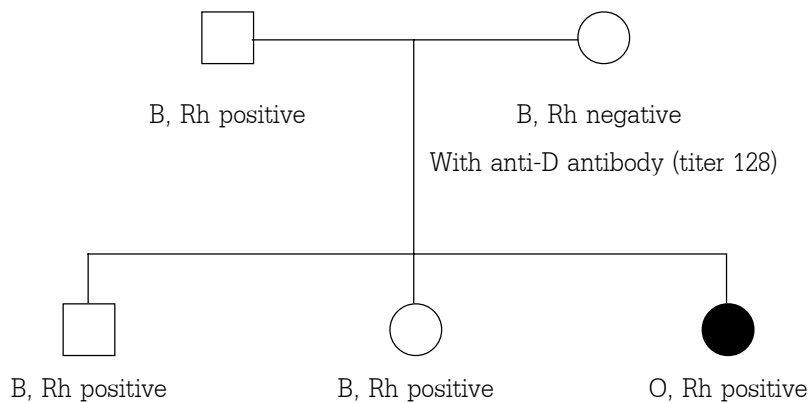 B, Rh positive
B, Rh negative
With anti-D antibody (titer 128)
B, Rh positive
B, Rh positive
O, Rh positive